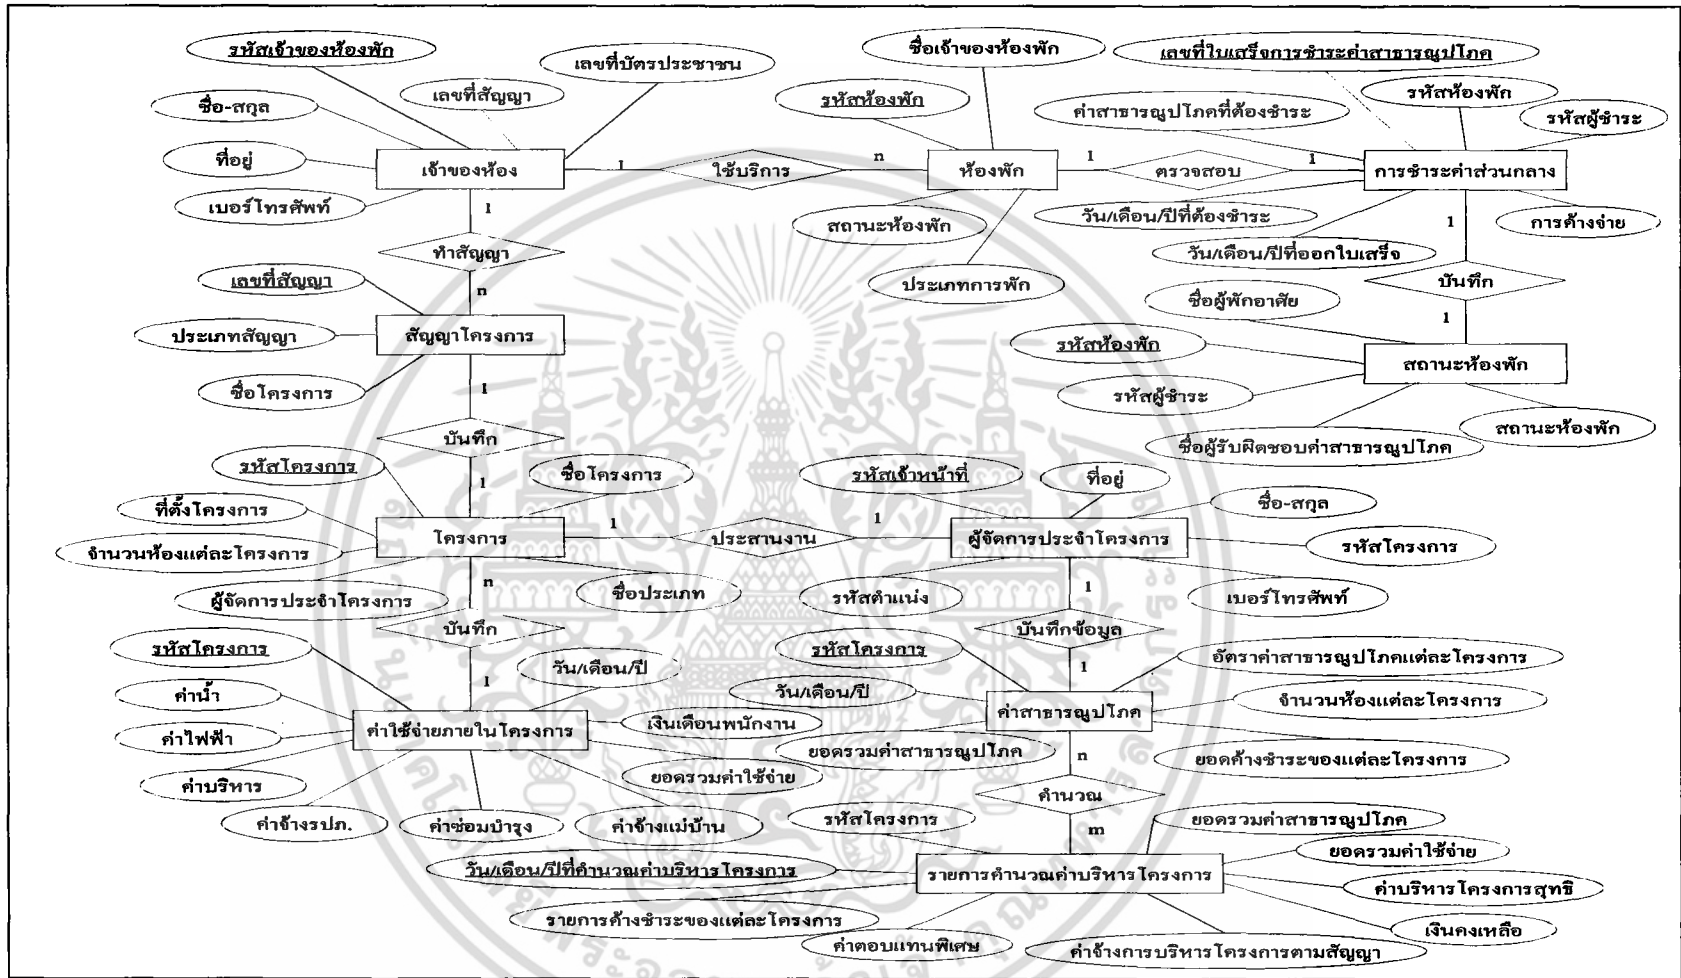 รหัสเจ้าของห้องพัก
ชื่อเจ้าของห้องพัก
เลขที่ใบเสร็จการชำระค่าสาธารณูปโภค
เลขที่บัตรประชาชน
เลขที่สัญญา
รหัสห้องพัก
รหัสห้องพัก
ชื่อ-สกุล
ค่าสาธารณูปโภคที่ต้องชำระ
รหัสผู้ชำระ
ที่อยู่
เจ้าของห้อง
1
ใช้บริการ
n
ห้องพัก
1
ตรวจสอบ
1
การชำระค่าส่วนกลาง
เบอร์โทรศัพท์
1
สถานะห้องพัก
วัน/เดือน/ปีที่ต้องชำระ
1
การค้างจ่าย
ทำสัญญา
วัน/เดือน/ปีที่ออกใบเสร็จ
เลขที่สัญญา
n
ประเภทการพัก
บันทึก
ชื่อผู้พักอาศัย
1
ประเภทสัญญา
สัญญาโครงการ
รหัสห้องพัก
สถานะห้องพัก
ชื่อโครงการ
1
รหัสผู้ชำระ
สถานะห้องพัก
บันทึก
ชื่อผู้รับผิดชอบค่าสาธารณูปโภค
รหัสโครงการ
1
ชื่อโครงการ
รหัสเจ้าหน้าที่
ที่อยู่
ชื่อ-สกุล
ที่ตั้งโครงการ
โครงการ
1
ประสานงาน
1
ผู้จัดการประจำโครงการ
รหัสโครงการ
จำนวนห้องแต่ละโครงการ
n
ชื่อประเภท
รหัสตำแน่ง
1
เบอร์โทรศัพท์
ผู้จัดการประจำโครงการ
บันทึก
บันทึกข้อมูล
รหัสโครงการ
วัน/เดือน/ปี
รหัสโครงการ
1
อัตราค่าสาธารณูปโภคแต่ละโครงการ
1
ค่าน้ำ
วัน/เดือน/ปี
ค่าสาธารณูปโภค
จำนวนห้องแต่ละโครงการ
ค่าไฟฟ้า
ค่าใช้จ่ายภายในโครงการ
เงินเดือนพนักงาน
ยอดรวมค่าสาธารณูปโภค
n
ยอดค้างชำระของแต่ละโครงการ
ค่าบริหาร
ยอดรวมค่าใช้จ่าย
คำนวณ
ค่าจ้างรปภ.
ค่าซ่อมบำรุง
ค่าจ้างแม่บ้าน
รหัสโครงการ
m
ยอดรวมค่าสาธารณูปโภค
ยอดรวมค่าใช้จ่าย
วัน/เดือน/ปีที่คำนวณค่าบริหารโครงการ
รายการคำนวณค่าบริหารโครงการ
ค่าบริหารโครงการสุทธิ
รายการค้างชำระของแต่ละโครงการ
เงินคงเหลือ
ค่าตอบแทนพิเศษ
ค่าจ้างการบริหารโครงการตามสัญญา